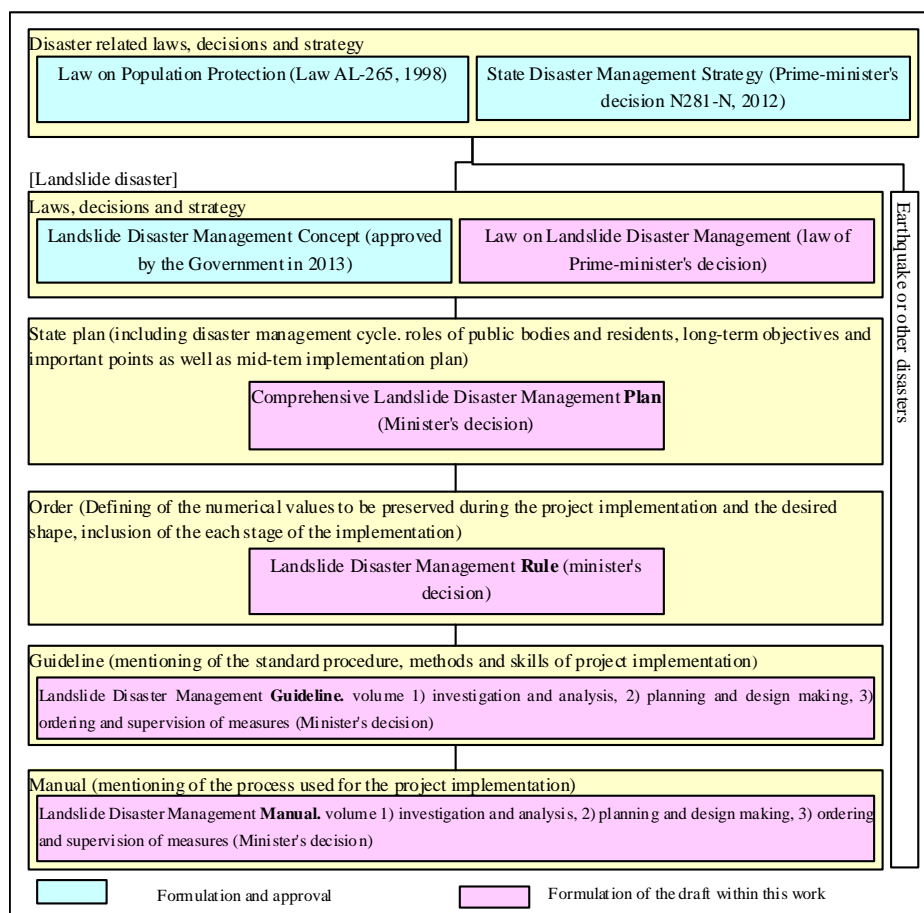 Disaster related laws, decisions and strategy
Law on Population Protection (Law AL-265, 1998)
State Disaster Management Strategy (Prime-minister's
decision N281-N, 2012)
[Landslide disaster]
Laws, decisions and strategy
Landslide Disaster Management Concept (approved
by the Government in 2013)
Law on Landslide Disaster Management (law of
Prime-minister's decision)
Earthquake or other disasters
State plan (including disaster management cycle. roles of public bodies and residents, long-term objectives and
important points as well as mid-tem implementation plan)
Comprehensive Landslide Disaster Management Plan
(Minister's decision)
Order (Defining of the numerical values to be preserved during the project implementation and the desired
shape, inclusion of the each stage of the implementation)
Landslide Disaster Management Rule (minister's
decision)
Guideline (mentioning of the standard procedure, methods and skills of project implementation)
Landslide Disaster Management Guideline. volume 1) investigation and analysis, 2) planning and design making, 3)
ordering and supervision of measures (Minister's decision)
Manual (mentioning of the process used for the project implementation)
Landslide Disaster Management Manual. volume 1) investigation and analysis, 2) planning and design making, 3) ordering
and supervision of measures (Minister's decision)
Formulation and approval
Formulation of the draft within this work